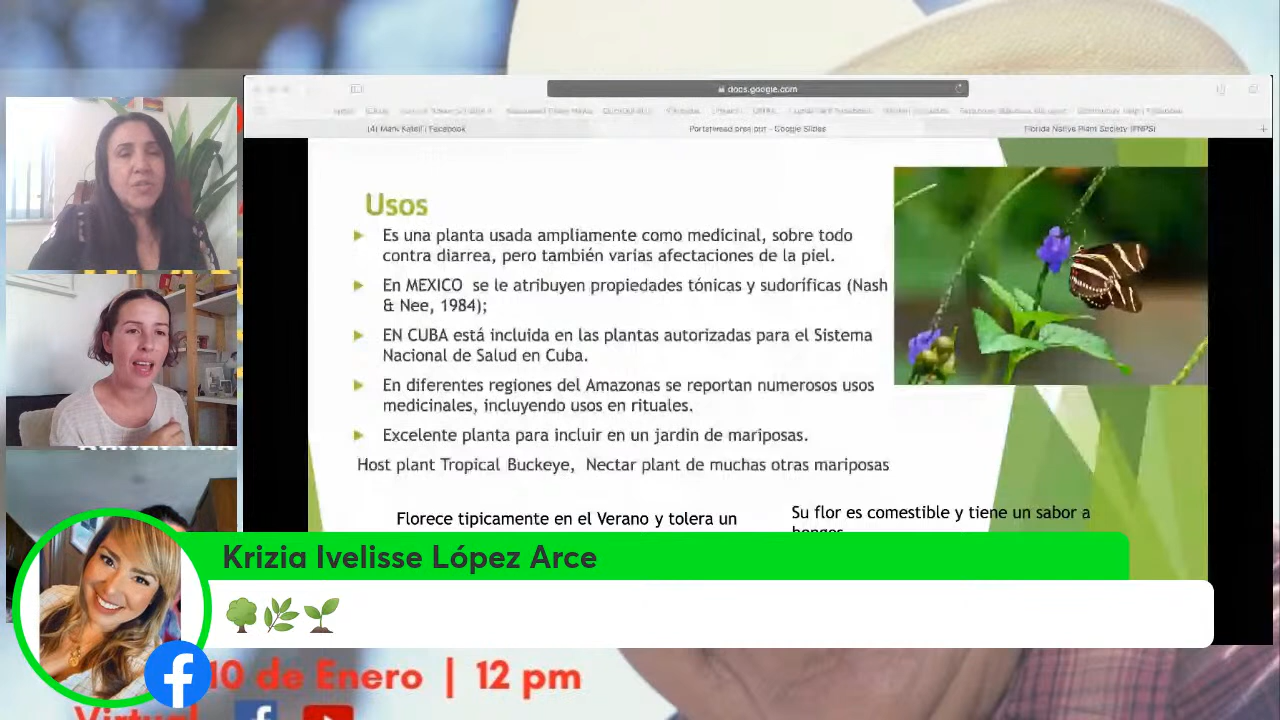 docs.google.com
(4) Mark Kateli | Facebook
Google Slides
Florida Native Plant Society (FNPS)
Usos
Es una planta usada ampliamente como medicinal, sobre todo
contra diarrea, pero también varias afectaciones de la piel.
En MEXICO se le atribuyen propiedades tónicas y sudoríficas (Nash
& Nee, 1984);
EN CUBA está incluida en las plantas autorizadas para el Sistema
Nacional de Salud en Cuba.
En diferentes regiones del Amazonas se reportan numerosos usos
medicinales, incluyendo usos en rituales.
Excelente planta para incluir en un jardin de mariposas.
Host plant Tropical Buckeye, Nectar plant de muchas otras mariposas
Florece tipicamente en el Verano y tolera un
Su flor es comestible y tiene un sabor a
hongos
Krizia Ivelisse López Arce
10 de Enero | 12 pm
Virtual